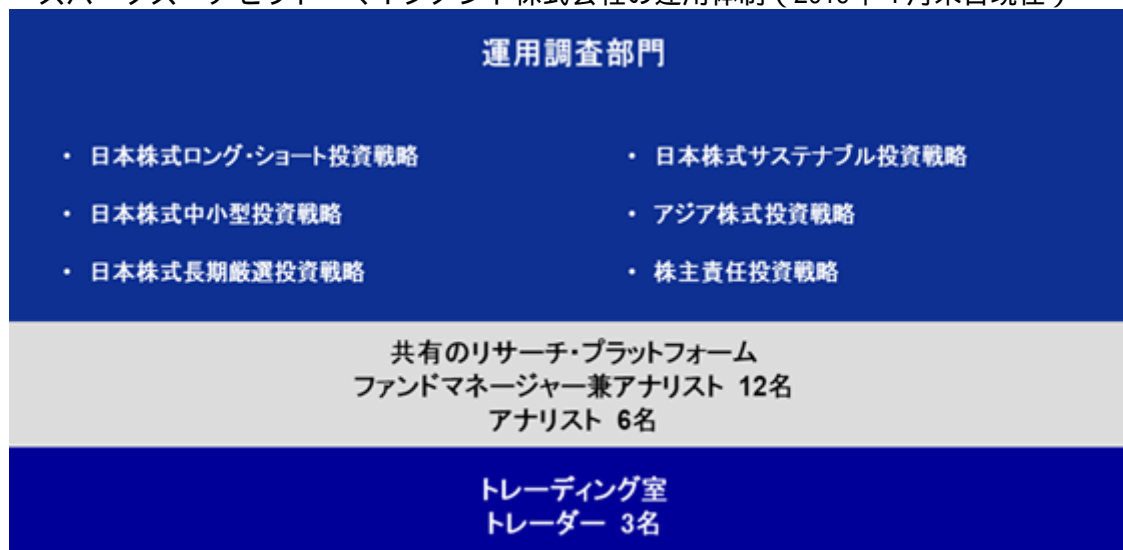 運用調査部門
・ 日本株式ロング・ショート投資戦略
・ 日本株式サステナブル投資戦略
・ 日本株式中小型投資戦略
・ アジア株式投資戦略
・ 日本株式長期厳選投資戦略
・ 株主責任投資戦略
共有のリサーチ・プラットフォーム
ファンドマネージャー兼アナリスト 12名
アナリスト 6名
トレーディング室
トレーダー 3名